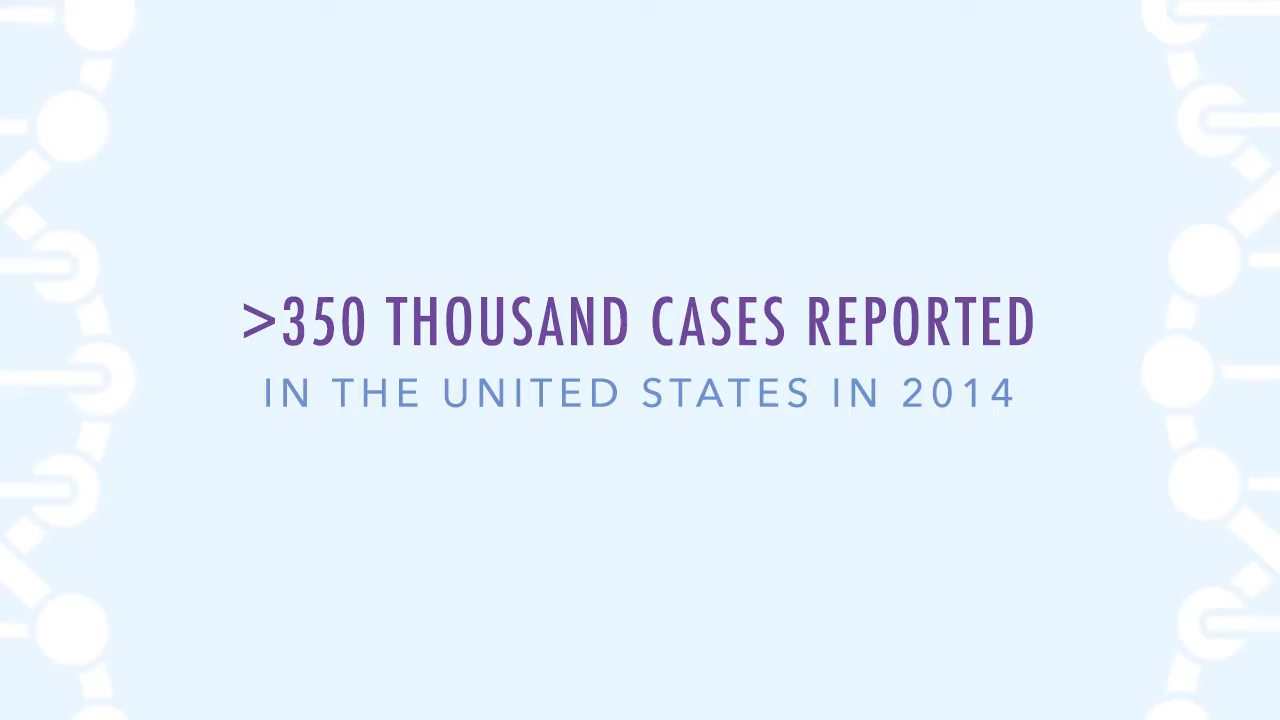 >350 THOUSAND CASES REPORTED
IN THE UNITED STATES IN 2014